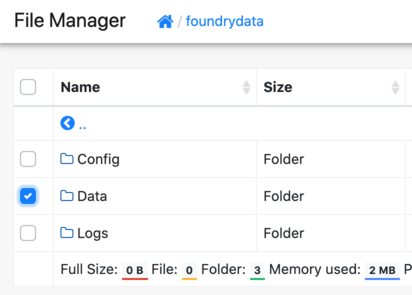 File Manager / foundrydata
Name Size
..
Config Folder
Data Folder
Logs Folder
Full Size: 0 B File: 0 Folder: 3 Memory used: 2 MB P